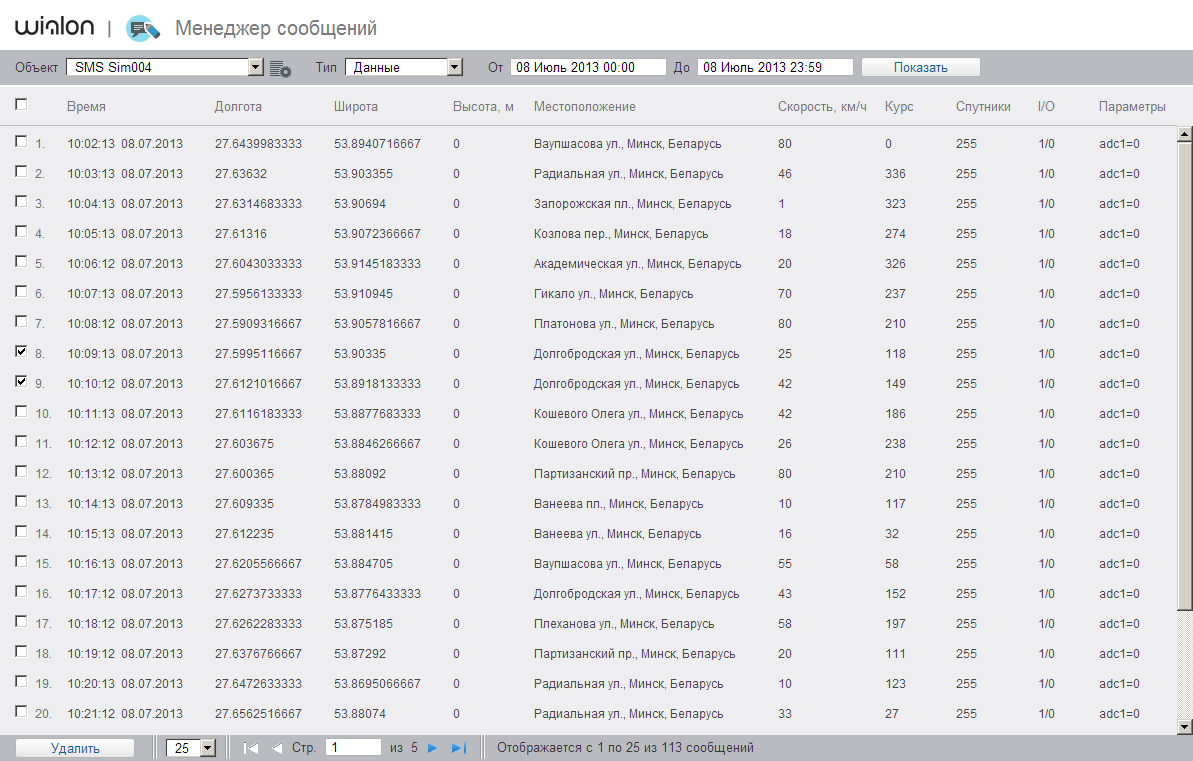 wialon | Менеджер сообщений
Объект SMS Sim004 Тип Данные От 08 Июль 2013 00:00 До 08 Июль 2013 23:59 Показать
Время Долгота Широта Высота, м Местоположение Скорость, км/ч Курс Спутники I/O Параметры
1. 10:02:13 08.07.2013 27.6439983333 53.8940716667 0 Ваупшасова ул., Минск, Беларусь 80 0 255 1/0 adc1=0
2. 10:03:13 08.07.2013 27.63632 53.903355 0 Радиальная ул., Минск, Беларусь 46 336 255 1/0 adc1=0
3. 10:04:13 08.07.2013 27.6314683333 53.90694 0 Запорожская пл., Минск, Беларусь 1 323 255 1/0 adc1=0
4. 10:05:13 08.07.2013 27.61316 53.9072366667 0 Козлова пер., Минск, Беларусь 18 274 255 1/0 adc1=0
5. 10:06:12 08.07.2013 27.6043033333 53.9145183333 0 Академическая ул., Минск, Беларусь 20 326 255 1/0 adc1=0
6. 10:07:13 08.07.2013 27.5956133333 53.910945 0 Гикало ул., Минск, Беларусь 70 237 255 1/0 adc1=0
7. 10:08:12 08.07.2013 27.5909316667 53.9057816667 0 Платонова ул., Минск, Беларусь 80 210 255 1/0 adc1=0
8. 10:09:13 08.07.2013 27.5995116667 53.90335 0 Долгобродская ул., Минск, Беларусь 25 118 255 1/0 adc1=0
9. 10:10:12 08.07.2013 27.6121016667 53.8918133333 0 Долгобродская ул., Минск, Беларусь 42 149 255 1/0 adc1=0
10. 10:11:13 08.07.2013 27.6116183333 53.8877683333 0 Кошевого Олега ул., Минск, Беларусь 42 186 255 1/0 adc1=0
11. 10:12:12 08.07.2013 27.603675 53.8846266667 0 Кошевого Олега ул., Минск, Беларусь 26 238 255 1/0 adc1=0
12. 10:13:12 08.07.2013 27.600365 53.88092 0 Партизанский пр., Минск, Беларусь 80 210 255 1/0 adc1=0
13. 10:14:13 08.07.2013 27.609335 53.8784983333 0 Ванеева пл., Минск, Беларусь 10 117 255 1/0 adc1=0
14. 10:15:13 08.07.2013 27.612235 53.881415 0 Ванеева ул., Минск, Беларусь 16 32 255 1/0 adc1=0
15. 10:16:13 08.07.2013 27.6205566667 53.884705 0 Ваупшасова ул., Минск, Беларусь 55 58 255 1/0 adc1=0
16. 10:17:12 08.07.2013 27.6273733333 53.8776433333 0 Долгобродская ул., Минск, Беларусь 43 152 255 1/0 adc1=0
17. 10:18:12 08.07.2013 27.6262283333 53.875185 0 Плеханова ул., Минск, Беларусь 58 197 255 1/0 adc1=0
18. 10:19:12 08.07.2013 27.6376766667 53.87292 0 Партизанский пр., Минск, Беларусь 20 111 255 1/0 adc1=0
19. 10:20:13 08.07.2013 27.6472633333 53.8695066667 0 Радиальная ул., Минск, Беларусь 10 123 255 1/0 adc1=0
20. 10:21:12 08.07.2013 27.6562516667 53.88074 0 Радиальная ул., Минск, Беларусь 33 27 255 1/0 adc1=0
Удалить 25 Стр. 1 из 5 Отображается с 1 по 25 из 113 сообщений